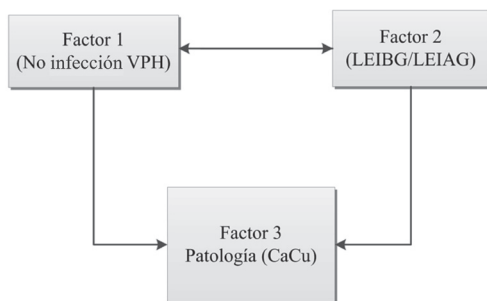 Factor 1
(No infección VPH)
Factor 2
(LEIBG/LEIAG)
Factor 3
Patología (CaCu)